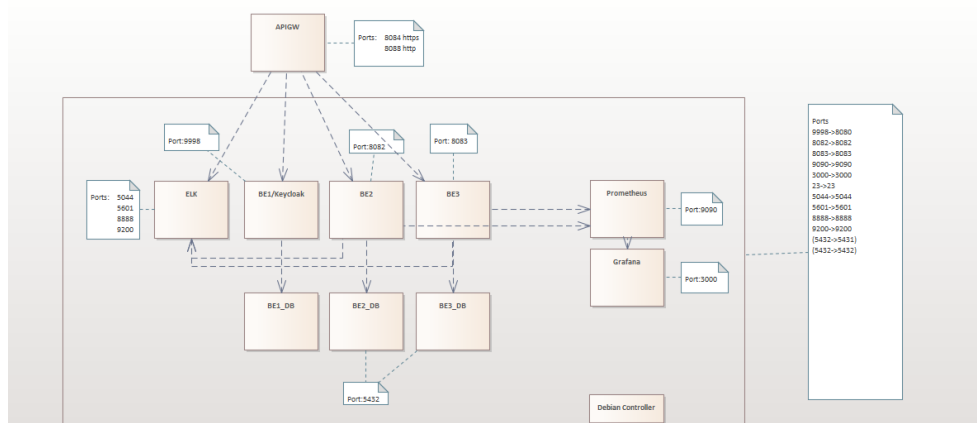 APIGW
Ports: 8084 https
8088 http
Port:9998
Port:8082
Port: 8083
Ports
9998->8080
8082->8082
8083->8083
9090->9090
3000->3000
23->23
5044->5044
5601->5601
8888->8888
9200->9200
(5432->5431)
(5432->5432)
Ports: 5044
5601
8888
9200
ELK
BE1/Keycloak
BE2
BE3
Prometheus
Port:9090
Grafana
Port:3000
BE1_DB
BE2_DB
BE3_DB
Port:5432
Debian Controller